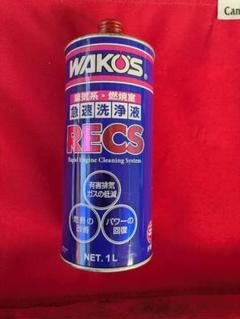 Can
WAKO'S
吸気系・燃焼室
急速洗浄液
RECS
Rapid Engine Cleaning System
有害排気
ガスの低減
燃費の
改善
パワーの
回復
NET. 1L